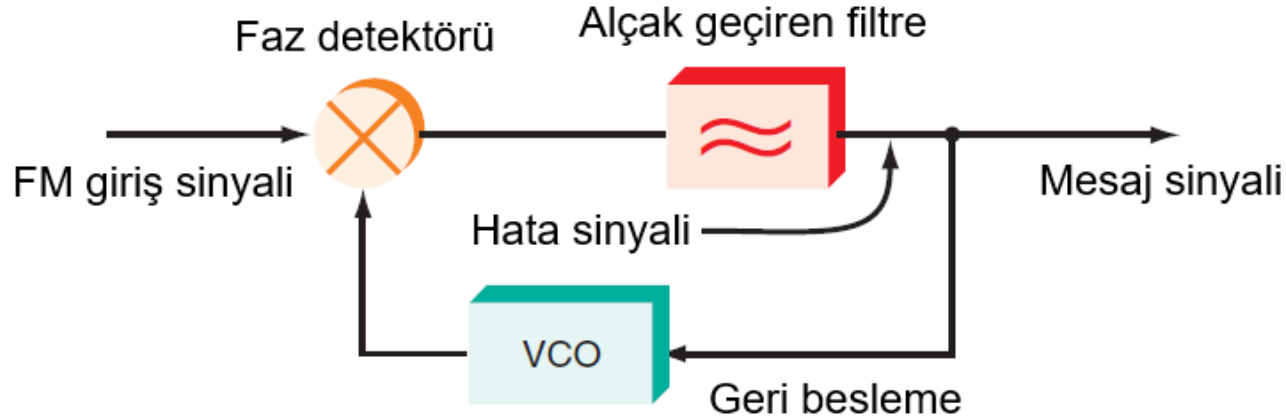 Faz detektörü
Alçak geçiren filtre
FM giriş sinyali
Mesaj sinyali
Hata sinyali
VCO
Geri besleme